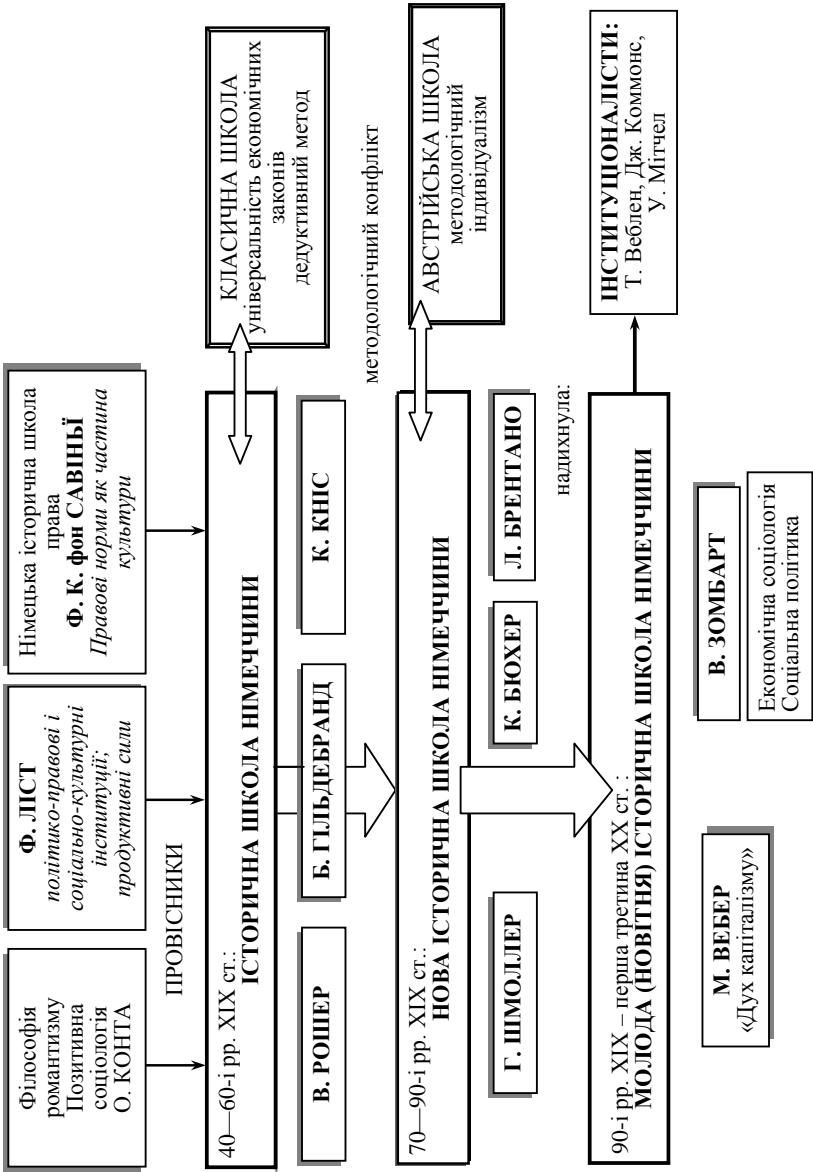 Філософія
романтизму
Позитивна
соціологія
О. КОНТА
Ф. ЛІСТ
політико-правові і
соціально-культурні
інституції;
продуктивні сили
Німецька історична школа
права
Ф. К. фон САВІНЬЇ
Правові норми як частина
культури
ПРОВІСНИКИ
40—60-і рр. XIX ст.:
ІСТОРИЧНА ШКОЛА НІМЕЧЧИНИ
КЛАСИЧНА ШКОЛА
універсальність економічних
законів
дедуктивний метод
В. РОШЕР
Б. ГІЛЬДЕБРАНД
К. КНІС
методологічний конфлікт
70—90-і рр. XIX ст.:
НОВА ІСТОРИЧНА ШКОЛА НІМЕЧЧИНИ
АВСТРІЙСЬКА ШКОЛА
методологічний
індивідуалізм
Г. ШМОЛЛЕР
К. БЮХЕР
Л. БРЕНТАНО
надихнула:
90-і рр. XIX – перша третина XX ст. :
МОЛОДА (НОВІТНЯ) ІСТОРИЧНА ШКОЛА НІМЕЧЧИНИ
ІНСТИТУЦІОНАЛІСТИ:
Т. Веблен, Дж. Коммонс,
У. Мітчел
М. ВЕБЕР
«Дух капіталізму»
В. ЗОМБАРТ
Економічна соціологія
Соціальна політика